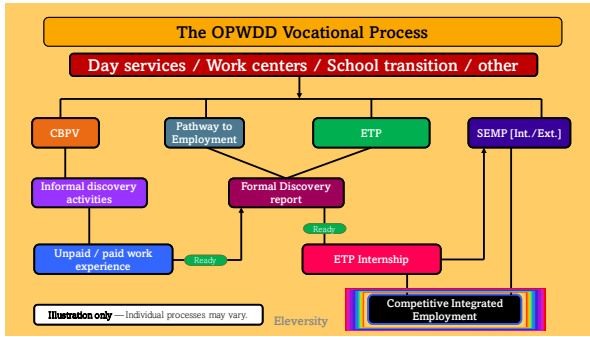 The OPWDD Vocational Process
Day services / Work centers / School transition / other
CBPV
Pathway to
Employment
ETP
SEMP [Int./Ext.]
Informal discovery
activities
Formal Discovery
report
Ready
Unpaid / paid work
experience
Ready
ETP Internship
Competitive Integrated
Employment
Illustration only — Individual processes may vary.
Eleversity